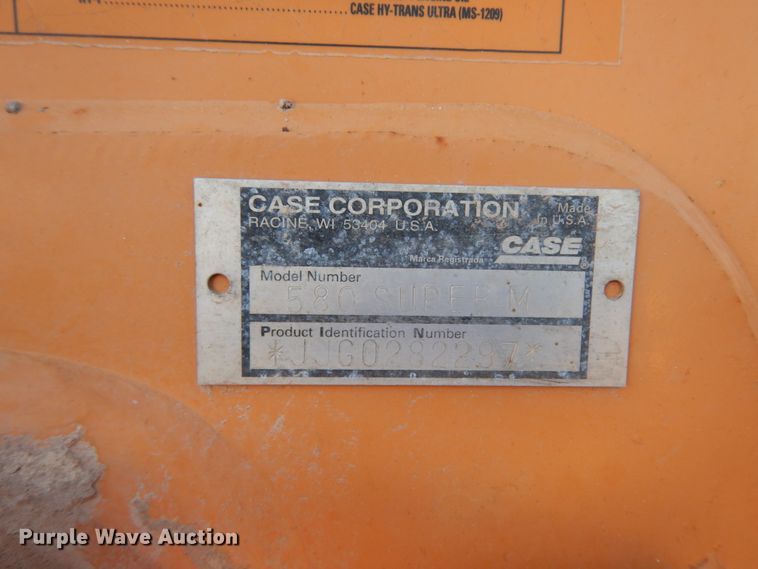 CASE HY-TRANS ULTRA (MS-1209)
CASE CORPORATION
RACINE, WI 53404 U.S.A.
Made
In U.S.A.
CASE
®
Marca Registrada
Model Number
580 SUPER M
Product Identification Number
*JJG0282297*
Purple Wave Auction®